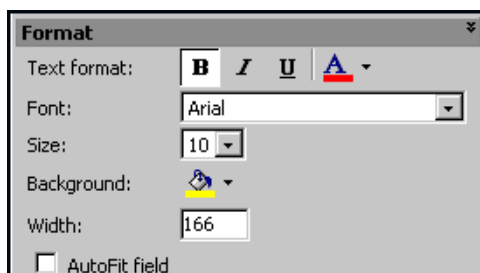 Format
Text format: B I U A
Font: Arial
Size: 10
Background:
Width: 166
AutoFit field